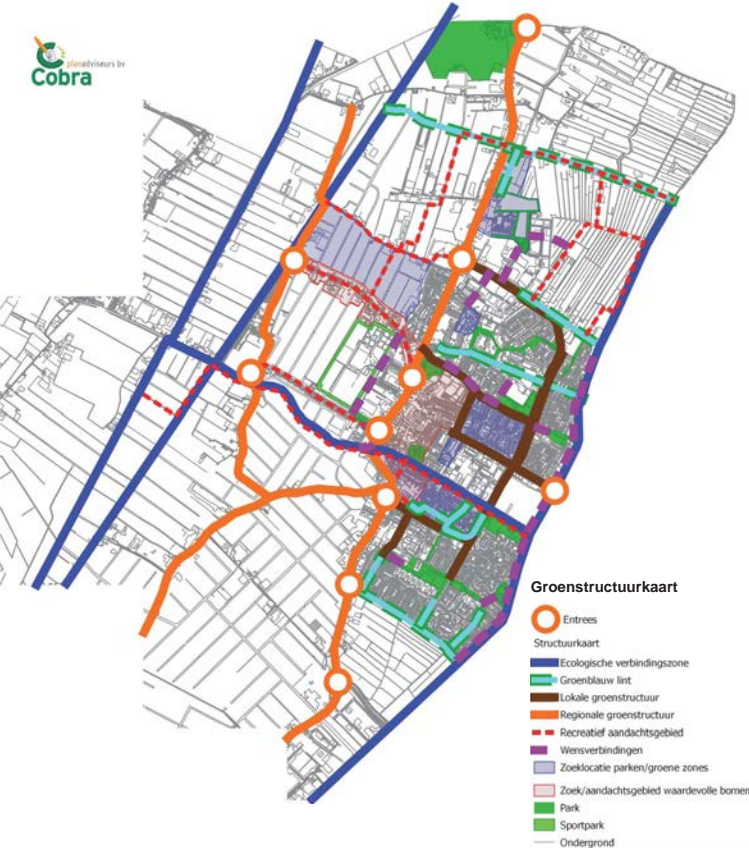 planadviseurs bv
Cobra
Groenstructuurkaart
Entrees
Structuurkaart
Ecologische verbindingszone
Groenblauw lint
Lokale groenstructuur
Regionale groenstructuur
Recreatief aandachtsgebied
Wensverbindingen
Zoeklocatie parken/groene zones
Zoek/aandachtsgebied waardevolle bomen
Park
Sportpark
Ondergrond